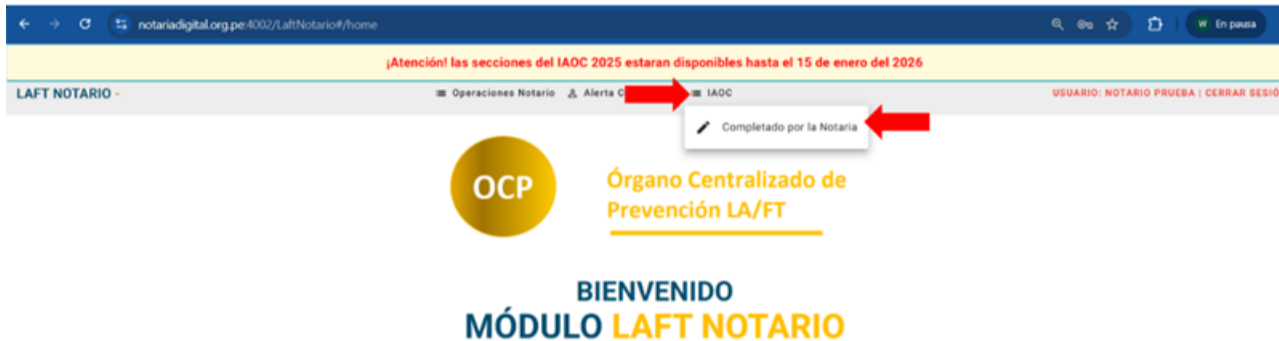 notariadigital.org.pe:4002/LaftNotario#/home
W En pausa
¡Atención! las secciones del IAOC 2025 estaran disponibles hasta el 15 de enero del 2026
LAFT NOTARIO -
Operaciones Notario Alerta C IAOC
USUARIO: NOTARIO PRUEBA | CERRAR SESIÓ
Completado por la Notaria
OCP
Órgano Centralizado de
Prevención LA/FT
BIENVENIDO
MÓDULO LAFT NOTARIO